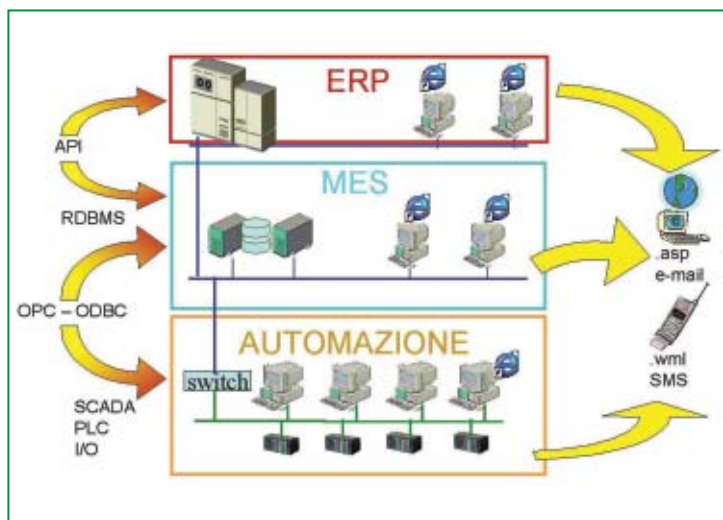 ERP
API
MES
RDBMS
.asp
e-mail
OPC – ODBC
AUTOMAZIONE
switch
.wml
SMS
SCADA
PLC
I/O